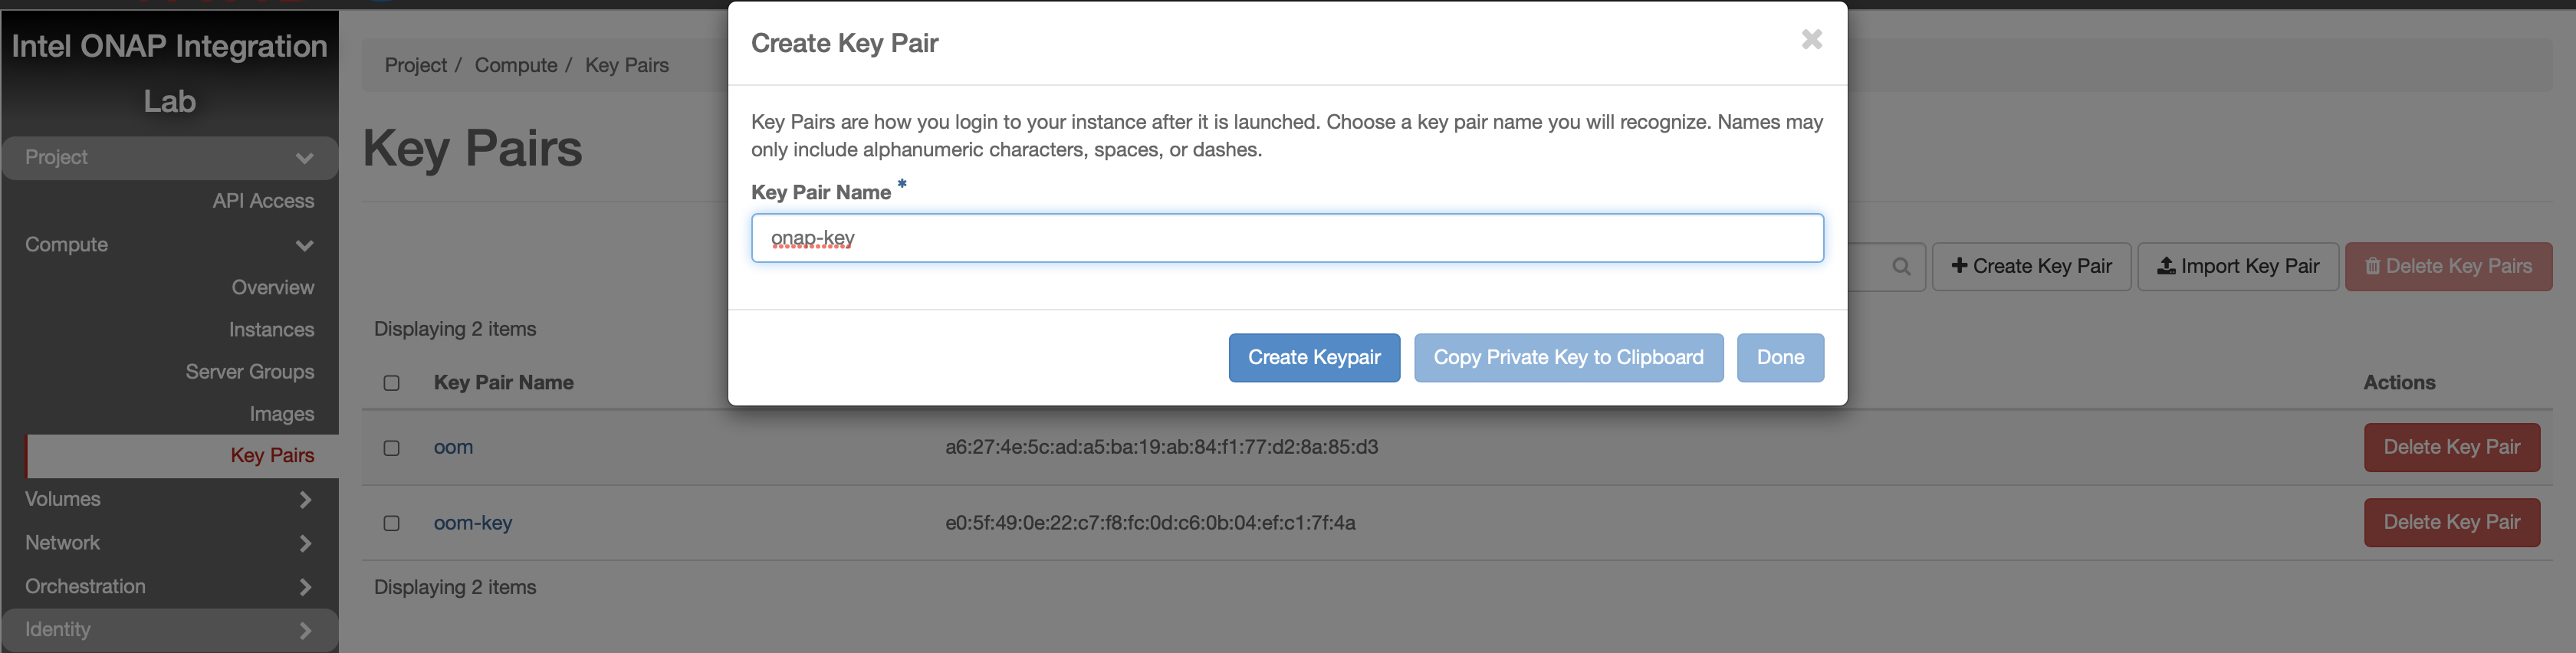 Intel ONAP Integration
Lab
Project
API Access
Compute
Overview
Instances
Server Groups
Images
Key Pairs
Volumes
Network
Orchestration
Identity
Project / Compute / Key Pairs
Key Pairs
Create Key Pair
Import Key Pair
Delete Key Pairs
Displaying 2 items
Key Pair Name
Actions
oom a6:27:4e:5c:ad:a5:ba:19:ab:84:f1:77:d2:8a:85:d3 Delete Key Pair
oom-key e0:5f:49:0e:22:c7:f8:fc:0d:c6:0b:04:ef:c1:7f:4a Delete Key Pair
Displaying 2 items
Create Key Pair
Key Pairs are how you login to your instance after it is launched. Choose a key pair name you will recognize. Names may
only include alphanumeric characters, spaces, or dashes.
Key Pair Name *
onap-key
Create Keypair
Copy Private Key to Clipboard
Done